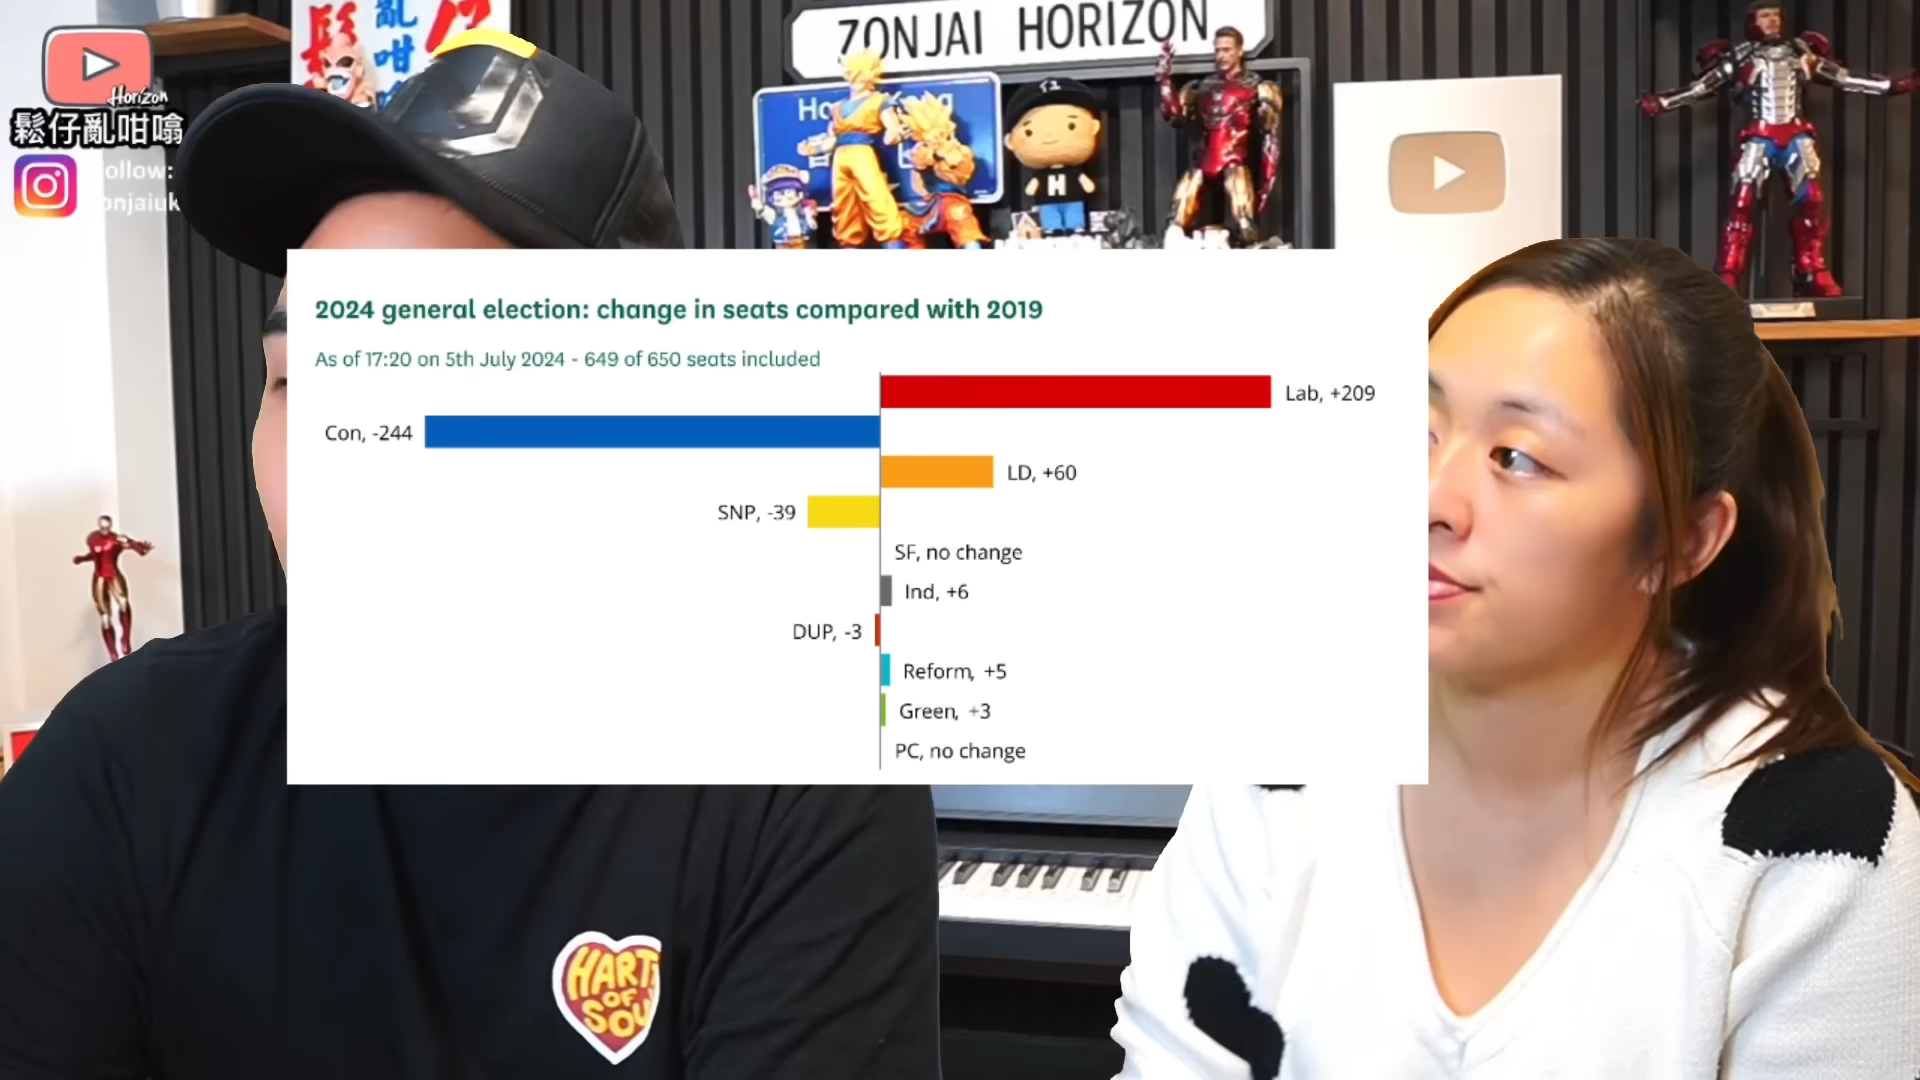 ZONJAI HORIZON
Horizon
鬆仔亂咁噏
2024 general election: change in seats compared with 2019
As of 17:20 on 5th July 2024 - 649 of 650 seats included
Lab, +209
Con, -244
LD, +60
SNP, -39
SF, no change
Ind, +6
DUP, -3
Reform, +5
Green, +3
PC, no change
H
HART
OF